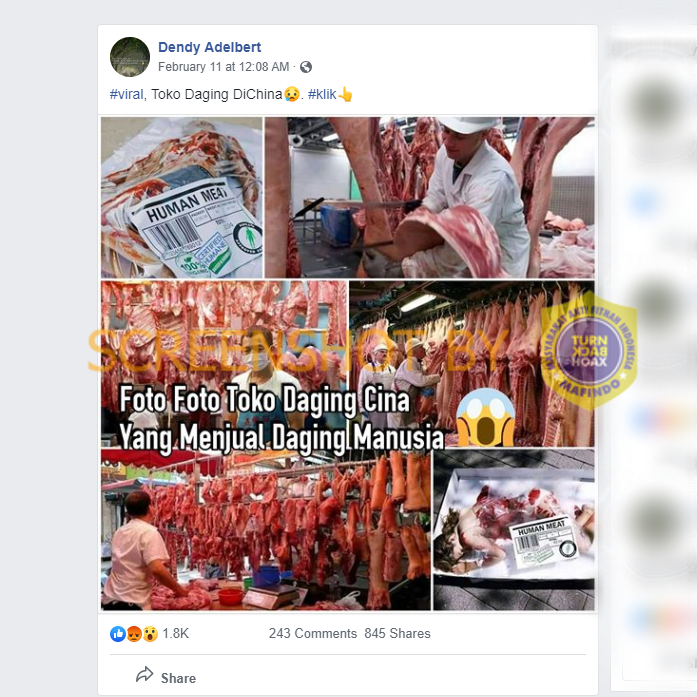 Dendy Adelbert
February 11 at 12:08 AM
#viral, Toko Daging DiChina😢. #klik👆
HUMAN MEAT
100% CERTIFIED
HUMAN
SCREENSHOT BY
MASYARAKAT ANTI FITNAH INDONESIA
TURN
BACK
HOAX
MAFINDO
Foto Foto Toko Daging Cina
Yang Menjual Daging Manusia
HUMAN MEAT
1.8K
243 Comments 845 Shares
Share